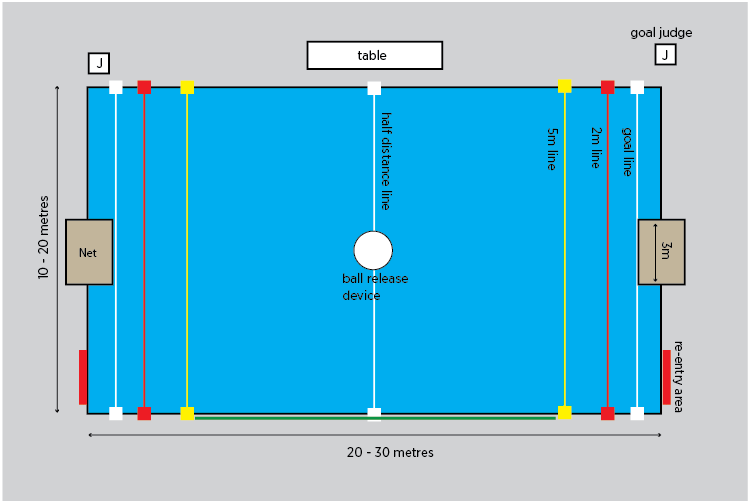 goal judge
J
table
J
half distance line
5m line
2m line
goal line
10 - 20 metres
Net
3m
ball release
device
re-entry area
20 - 30 metres